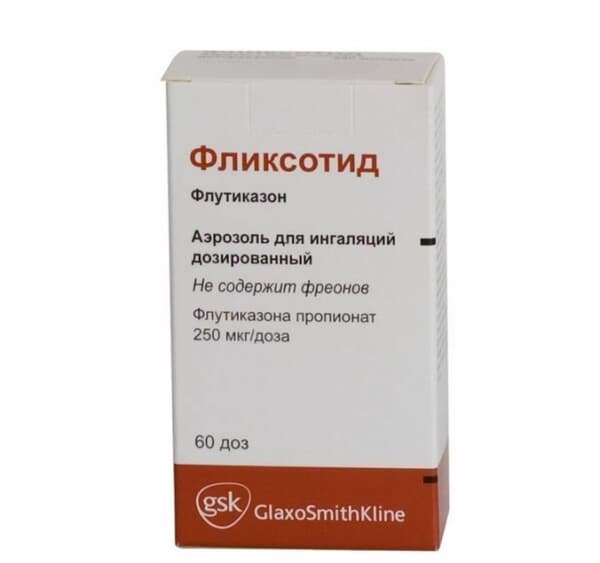 Фликсотид
Флутиказон
Аэрозоль для ингаляций
дозированный
Не содержит фреонов
Флутиказона пропионат
250 мкг/доза
60 доз
gsk GlaxoSmithKline